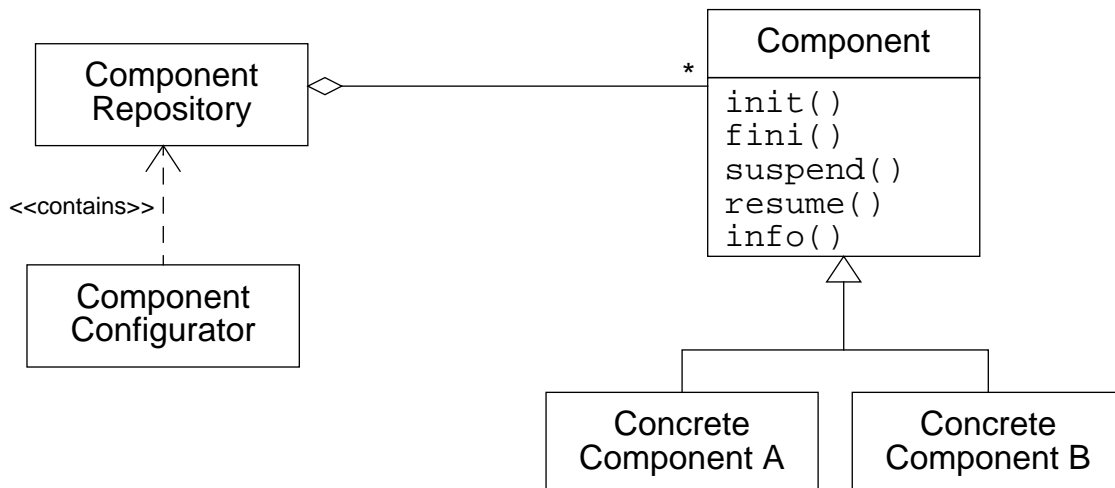 Component
Repository
*
Component
init()
fini()
suspend()
resume()
info()
<<contains>>
Component
Configurator
Concrete
Component A
Concrete
Component B